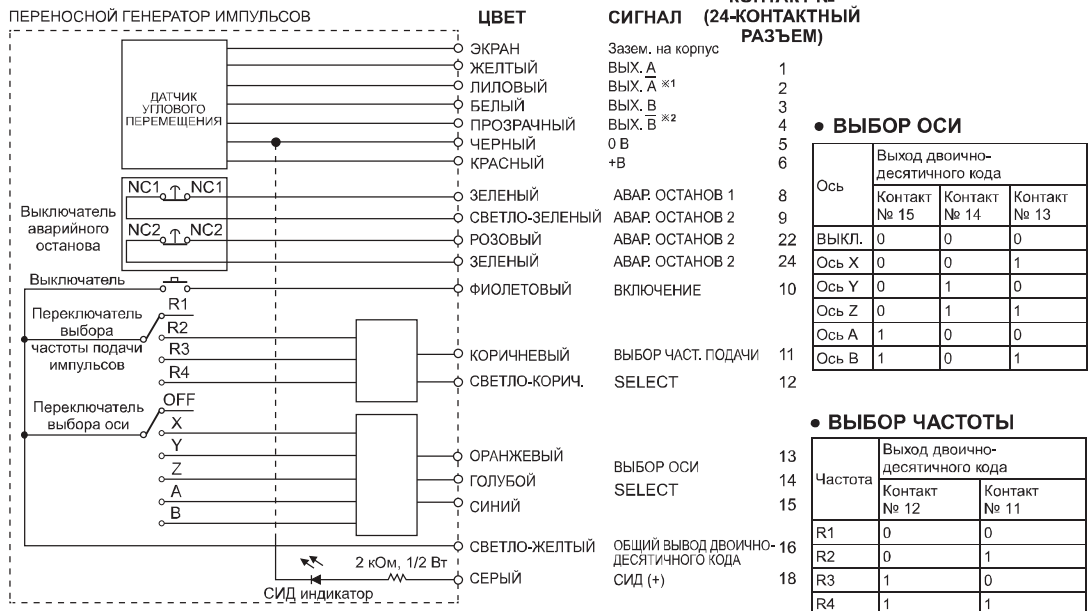 ПЕРЕНОСНОЙ ГЕНЕРАТОР ИМПУЛЬСОВ
ЦВЕТ СИГНАЛ (24-КОНТАКТНЫЙ
РАЗЪЕМ)
ДАТЧИК
УГЛОВОГО
ПЕРЕМЕЩЕНИЯ
ЭКРАН Зазем. на корпус
ЖЕЛТЫЙ ВЫХ. A 1
ЛИЛОВЫЙ ВЫХ. A̅ ※1 2
БЕЛЫЙ ВЫХ. B 3
ПРОЗРАЧНЫЙ ВЫХ. B̅ ※2 4
ЧЕРНЫЙ 0 В 5
КРАСНЫЙ +В 6
Выключатель
аварийного
останова
NC1 NC1
NC2 NC2
ЗЕЛЕНЫЙ АВАР. ОСТАНОВ 1 8
СВЕТЛО-ЗЕЛЕНЫЙ АВАР. ОСТАНОВ 2 9
РОЗОВЫЙ АВАР. ОСТАНОВ 2 22
ЗЕЛЕНЫЙ АВАР. ОСТАНОВ 2 24
Выключатель
ФИОЛЕТОВЫЙ ВКЛЮЧЕНИЕ 10
Переключатель
выбора
частоты подачи
импульсов
R1
R2
R3
R4
КОРИЧНЕВЫЙ ВЫБОР ЧАСТ. ПОДАЧИ 11
СВЕТЛО-КОРИЧ. SELECT 12
Переключатель
выбора оси
OFF
X
Y
Z
A
B
ОРАНЖЕВЫЙ 13
ГОЛУБОЙ 14
СИНИЙ 15
ВЫБОР ОСИ
SELECT
СВЕТЛО-ЖЕЛТЫЙ ОБЩИЙ ВЫВОД ДВОИЧНО- 16
ДЕСЯТИЧНОГО КОДА
2 кОм, 1/2 Вт
СЕРЫЙ СИД (+) 18
СИД индикатор
● ВЫБОР ОСИ
Ось
Выход двоично-
десятичного кода
Контакт Контакт Контакт
№ 15 № 14 № 13
ВЫКЛ. 0 0 0
Ось X 0 0 1
Ось Y 0 1 0
Ось Z 0 1 1
Ось A 1 0 0
Ось B 1 0 1
● ВЫБОР ЧАСТОТЫ
Частота
Выход двоично-
десятичного кода
Контакт Контакт
№ 12 № 11
R1 0 0
R2 0 1
R3 1 0
R4 1 1